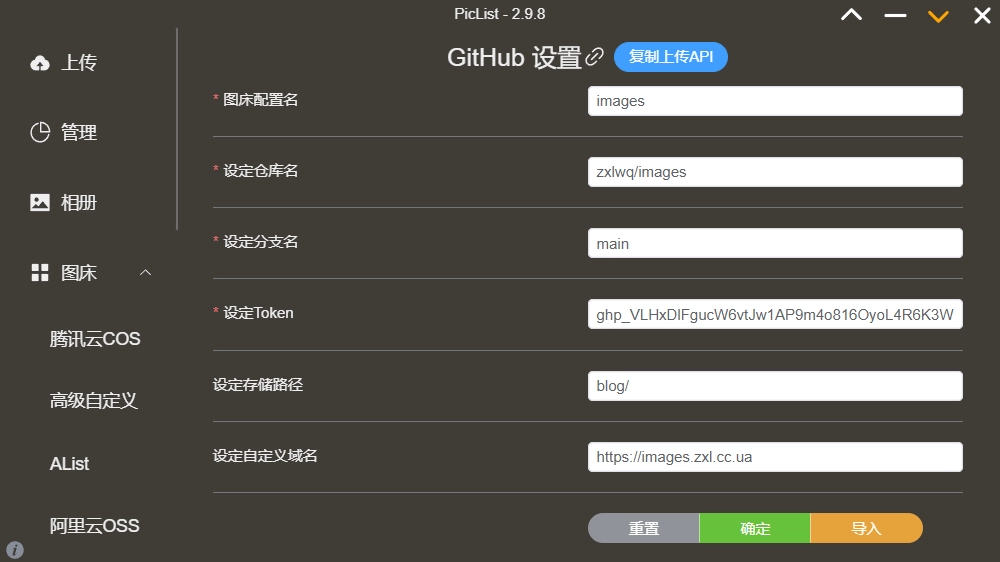 PicList - 2.9.8
上传
管理
相册
图床
腾讯云COS
高级自定义
AList
阿里云OSS
GitHub 设置
复制上传API
* 图床配置名
images
* 设定仓库名
zxlwq/images
* 设定分支名
main
* 设定Token
ghp_VLHxDIFgucW6vtJw1AP9m4o816OyoL4R6K3W
设定存储路径
blog/
设定自定义域名
https://images.zxl.cc.ua
重置
确定
导入